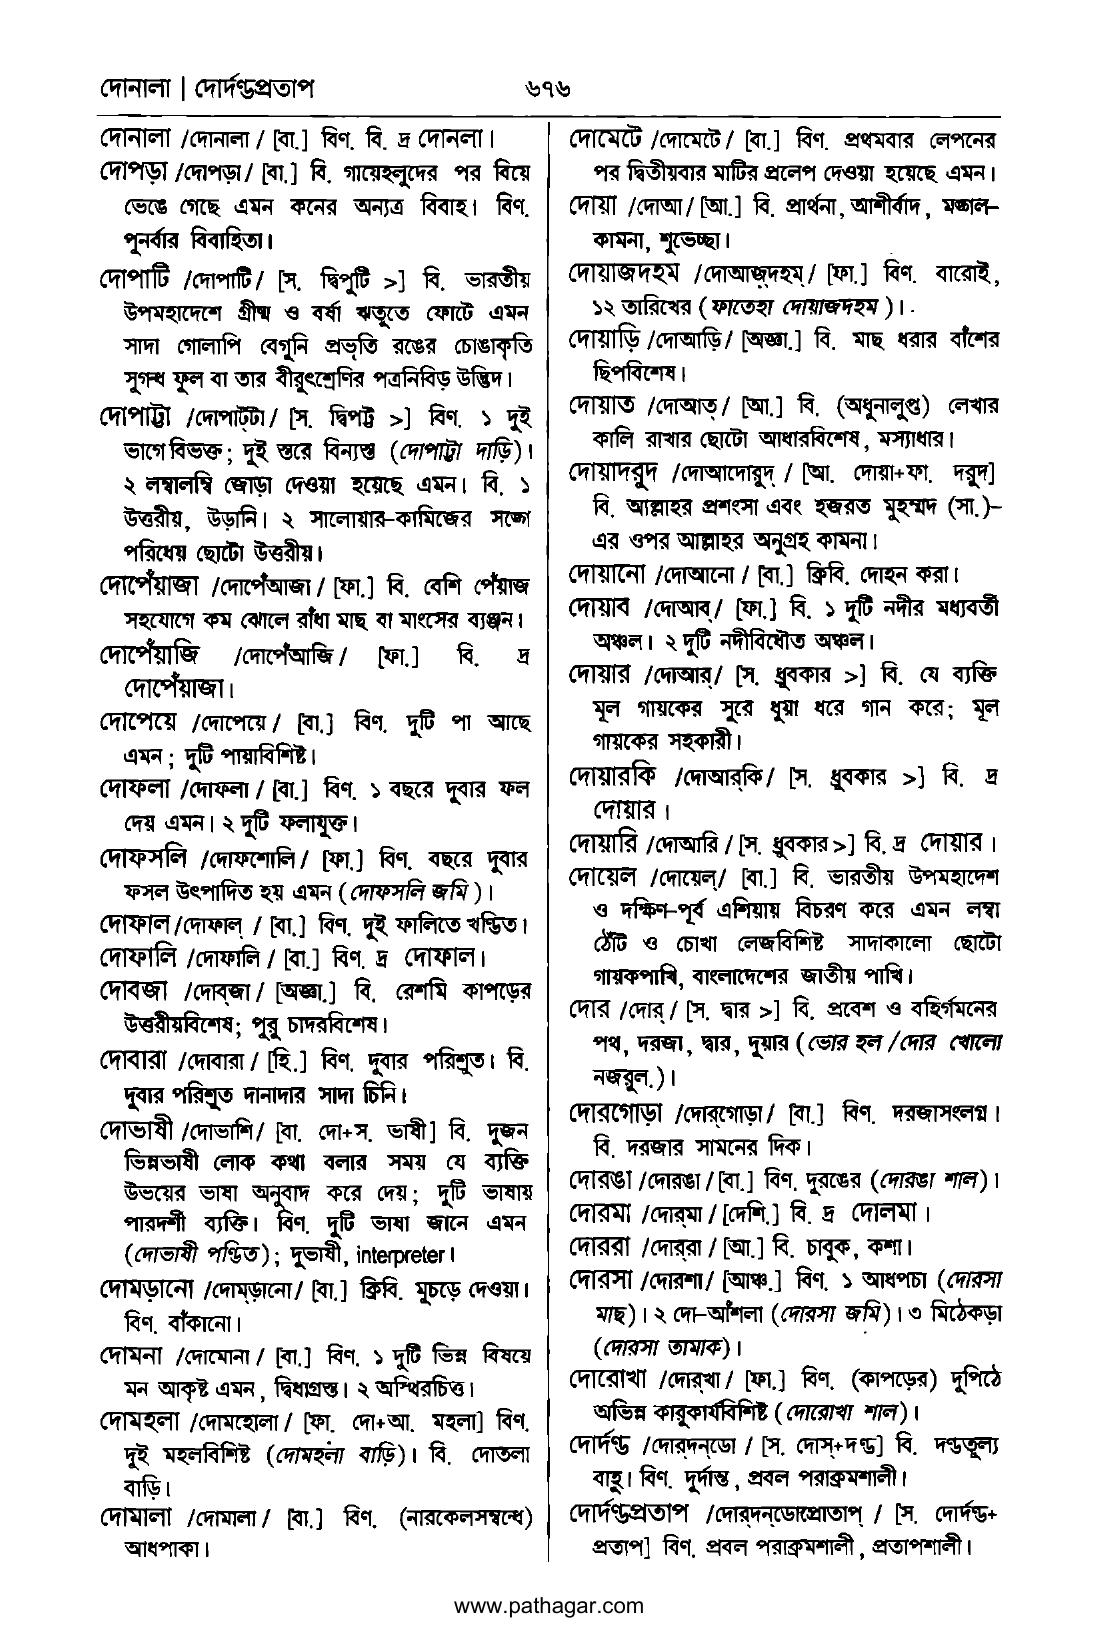 দোনালা | দোর্দণ্ডপ্রতাপ
৬৭৬
দোনালা /দোনালা / [বা.] বিণ. বি. দ্র দোনলা।
দোপড়া /দোপড়া / [বা.] বি. গায়েহলুদের পর বিয়ে
ভেঙে গেছে এমন কনের অন্যত্র বিবাহ। বিণ.
পুনর্বার বিবাহিতা।
দোপাটি /দোপাটি/ [স. দ্বিপুটি >] বি. ভারতীয়
উপমহাদেশে গ্রীষ্ম ও বর্ষা ঋতুতে ফোটে এমন
সাদা গোলাপি বেগুনি প্রভৃতি রঙের চোঙাকৃতি
সুগন্ধ ফুল বা তার বীরুৎশ্রেণির পত্রনিবিড় উদ্ভিদ।
দোপাট্টা /দোপাট্‌টা/ [স. দ্বিপট্ট >] বিণ. ১ দুই
ভাগে বিভক্ত; দুই স্তরে বিন্যস্ত (দোপাট্টা দাড়ি)।
২ লম্বালম্বি জোড়া দেওয়া হয়েছে এমন। বি. ১
উত্তরীয়, উড়ানি। ২ সালোয়ার-কামিজের সঙ্গে
পরিধেয় ছোটো উত্তরীয়।
দোপেঁয়াজা /দোপেঁআজা / [ফা.] বি. বেশি পেঁয়াজ
সহযোগে কম ঝোলে রাঁধা মাছ বা মাংসের ব্যঞ্জন।
দোপেঁয়াজি /দোপেঁআজি / [ফা.] বি. দ্র
দোপেঁয়াজা।
দোপেয়ে /দোপেয়ে / [বা.] বিণ. দুটি পা আছে
এমন ; দুটি পায়াবিশিষ্ট।
দোফলা /দোফলা / [বা.] বিণ. ১ বছরে দুবার ফল
দেয় এমন। ২ দুটি ফলাযুক্ত।
দোফসলি /দোফশোলি / [ফা.] বিণ. বছরে দুবার
ফসল উৎপাদিত হয় এমন (দোফসলি জমি )।
দোফাল /দোফাল্ / [বা.] বিণ. দুই ফালিতে খণ্ডিত।
দোফালি /দোফালি / [বা.] বিণ. দ্র দোফাল।
দোবজা /দোব্‌জা / [অজ্ঞা.] বি. রেশমি কাপড়ের
উত্তরীয়বিশেষ; পুরু চাদরবিশেষ।
দোবারা /দোবারা / [হি.] বিণ. দুবার পরিশ্রুত। বি.
দুবার পরিশ্রুত দানাদার সাদা চিনি।
দোভাষী /দোভাশি/ [বা. দো+স. ভাষী] বি. দুজন
ভিন্নভাষী লোক কথা বলার সময় যে ব্যক্তি
উভয়ের ভাষা অনুবাদ করে দেয়; দুটি ভাষায়
পারদর্শী ব্যক্তি। বিণ. দুটি ভাষা জানে এমন
(দোভাষী পণ্ডিত) ; দুভাষী, interpreter।
দোমড়ানো /দোম্‌ড়ানো/ [বা.] ক্রিবি. মুচড়ে দেওয়া।
বিণ. বাঁকানো।
দোমনা /দোমোনা / [বা.] বিণ. ১ দুটি ভিন্ন বিষয়ে
মন আকৃষ্ট এমন, দ্বিধাগ্রস্ত। ২ অস্থিরচিত্ত।
দোমহলা /দোমহোলা / [ফা. দো+আ. মহলা] বিণ.
দুই মহলবিশিষ্ট (দোমহলা বাড়ি)। বি. দোতলা
বাড়ি।
দোমালা /দোমালা / [বা.] বিণ. (নারকেলসম্বন্ধে)
আধপাকা।
দোমেটে /দোমেটে / [বা.] বিণ. প্রথমবার লেপনের
পর দ্বিতীয়বার মাটির প্রলেপ দেওয়া হয়েছে এমন।
দোয়া /দোআ / [আ.] বি. প্রার্থনা, আশীর্বাদ, মঙ্গল-
কামনা, শুভেচ্ছা।
দোয়াজদহম /দোআজ়্‌দহম্ / [ফা.] বিণ. বারোই,
১২ তারিখের (ফাতেহা দোয়াজদহম )।
দোয়াড়ি /দোআড়ি/ [অজ্ঞা.] বি. মাছ ধরার বাঁশের
ছিপবিশেষ।
দোয়াত /দোআত্/ [আ.] বি. (অধুনালুপ্ত) লেখার
কালি রাখার ছোটো আধারবিশেষ, মস্যাধার।
দোয়াদরুদ /দোআদোরুদ্ / [আ. দোয়া+ফা. দরুদ]
বি. আল্লাহর প্রশংসা এবং হজরত মুহম্মদ (সা.)-
এর ওপর আল্লাহর অনুগ্রহ কামনা।
দোয়ানো /দোআনো / [বা.] ক্রিবি. দোহন করা।
দোয়াব /দোআব্/ [ফা.] বি. ১ দুটি নদীর মধ্যবর্তী
অঞ্চল। ২ দুটি নদীবিধৌত অঞ্চল।
দোয়ার /দোআর্/ [স. ধ্রুবকার >] বি. যে ব্যক্তি
মূল গায়কের সুরে ধুয়া ধরে গান করে; মূল
গায়কের সহকারী।
দোয়ারকি /দোআর্‌কি/ [স. ধ্রুবকার >] বি. দ্র
দোয়ার ।
দোয়ারি /দোআরি / [স. ধ্রুবকার>] বি. দ্র দোয়ার ।
দোয়েল /দোয়েল্/ [বা.] বি. ভারতীয় উপমহাদেশ
ও দক্ষিণ-পূর্ব এশিয়ায় বিচরণ করে এমন লম্বা
ঠোঁট ও চোখা লেজবিশিষ্ট সাদাকালো ছোটো
গায়কপাখি, বাংলাদেশের জাতীয় পাখি।
দোর /দোর্/ [স. দ্বার >] বি. প্রবেশ ও বহির্গমনের
পথ, দরজা, দ্বার, দুয়ার (ভোর হল /দোর খোলো
নজরুল.)।
দোরগোড়া /দোর্‌গোড়া/ [বা.] বিণ. দরজাসংলগ্ন।
বি. দরজার সামনের দিক।
দোরঙা /দোরঙা / [বা.] বিণ. দুরঙের (দোরঙা শাল)।
দোরমা /দোর্‌মা / [দেশি.] বি. দ্র দোলমা ।
দোররা /দোর্‌রা / [আ.] বি. চাবুক, কশা।
দোরসা /দোরশা/ [আঞ্চ.] বিণ. ১ আধপচা (দোরসা
মাছ)। ২ দো-আঁশলা (দোরসা জমি)। ৩ মিঠেকড়া
(দোরসা তামাক)।
দোরোখা /দোর্‌খা / [ফা.] বিণ. (কাপড়ের) দুপিঠে
অভিন্ন কারুকার্যবিশিষ্ট (দোরোখা শাল)।
দোর্দণ্ড /দোর্‌দন্‌ডো / [স. দোস্+দণ্ড] বি. দণ্ডতুল্য
বাহু। বিণ. দুর্দান্ত, প্রবল পরাক্রমশালী।
দোর্দণ্ডপ্রতাপ /দোর্‌দন্‌ডোপ্রোতাপ্ / [স. দোর্দণ্ড+
প্রতাপ] বিণ. প্রবল পরাক্রমশালী, প্রতাপশালী।
www.pathagar.com